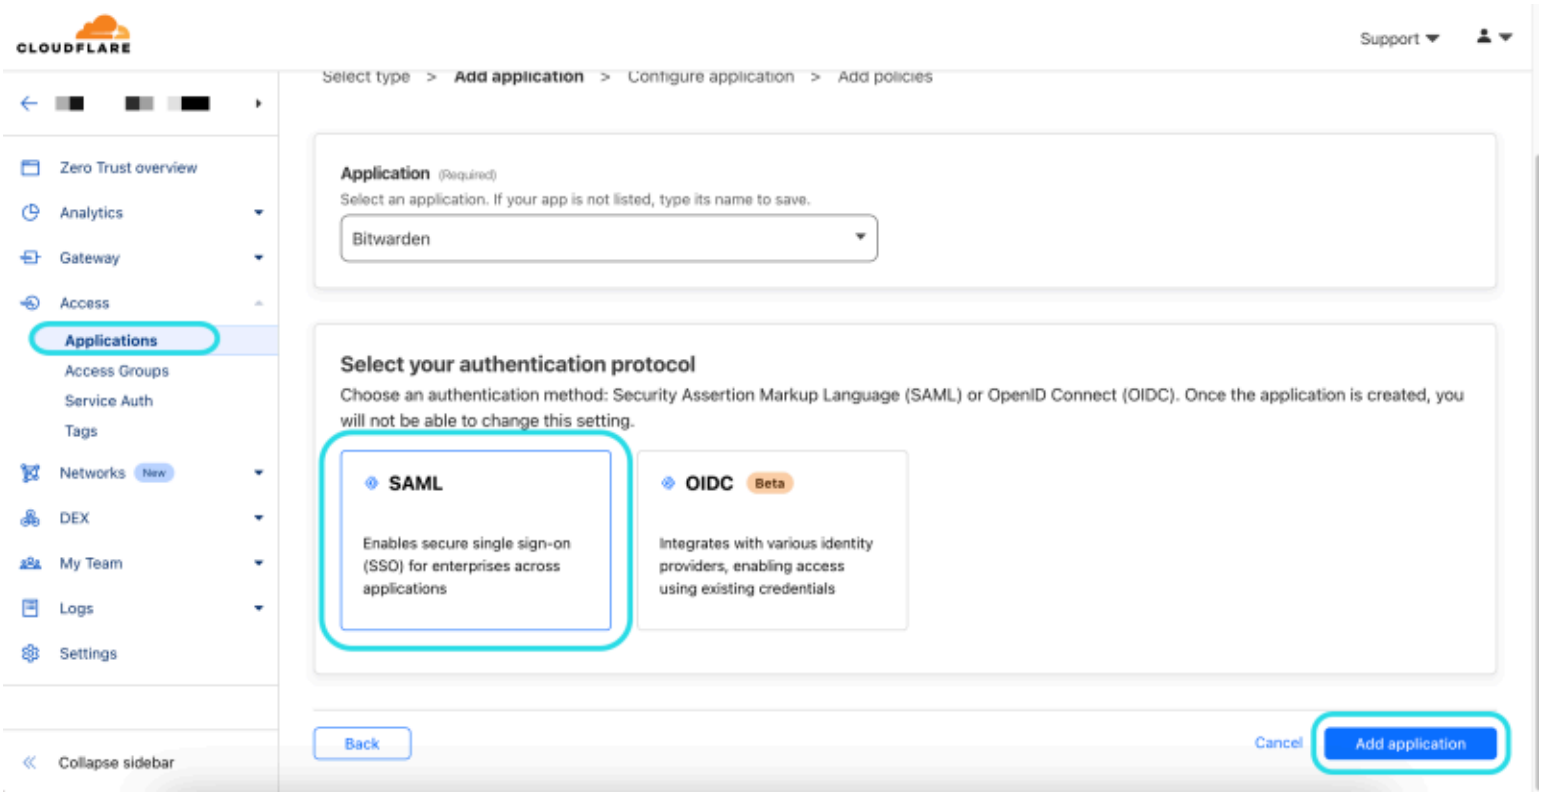 CLOUDFLARE
Support
Select type > Add application > Configure application > Add policies
Zero Trust overview
Analytics
Gateway
Access
Applications
Access Groups
Service Auth
Tags
Networks New
DEX
My Team
Logs
Settings
Collapse sidebar
Application (Required)
Select an application. If your app is not listed, type its name to save.
Bitwarden
Select your authentication protocol
Choose an authentication method: Security Assertion Markup Language (SAML) or OpenID Connect (OIDC). Once the application is created, you
will not be able to change this setting.
SAML
Enables secure single sign-on
(SSO) for enterprises across
applications
OIDC Beta
Integrates with various identity
providers, enabling access
using existing credentials
Back
Cancel
Add application